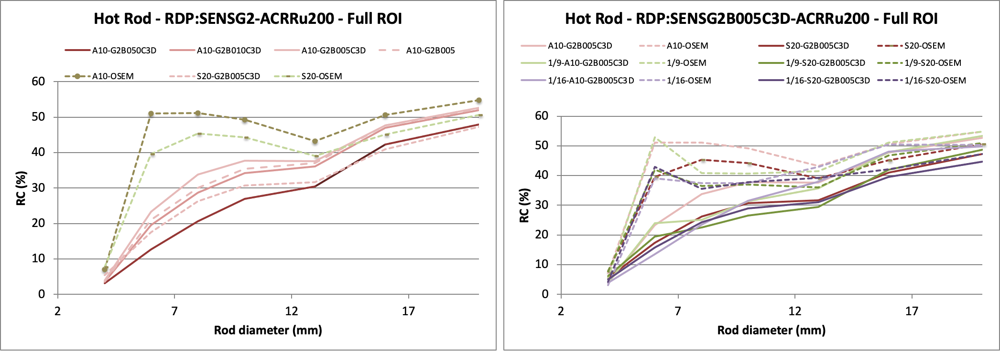 Hot Rod - RDP:SENSG2-ACRRu200 - Full ROI
A10-G2B050C3D A10-G2B010C3D A10-G2B005C3D A10-G2B005
A10-OSEM S20-G2B005C3D S20-OSEM
60
50
40
30
20
10
0
RC (%)
2 7 12 17
Rod diameter (mm)
Hot Rod - RDP:SENSG2B005C3D-ACRRu200 - Full ROI
A10-G2B005C3D A10-OSEM S20-G2B005C3D S20-OSEM
1/9-A10-G2B005C3D 1/9-OSEM 1/9-S20-G2B005C3D 1/9-S20-OSEM
1/16-A10-G2B005C3D 1/16-OSEM 1/16-S20-G2B005C3D 1/16-S20-OSEM
60
50
40
30
20
10
0
RC (%)
2 7 12 17
Rod diameter (mm)